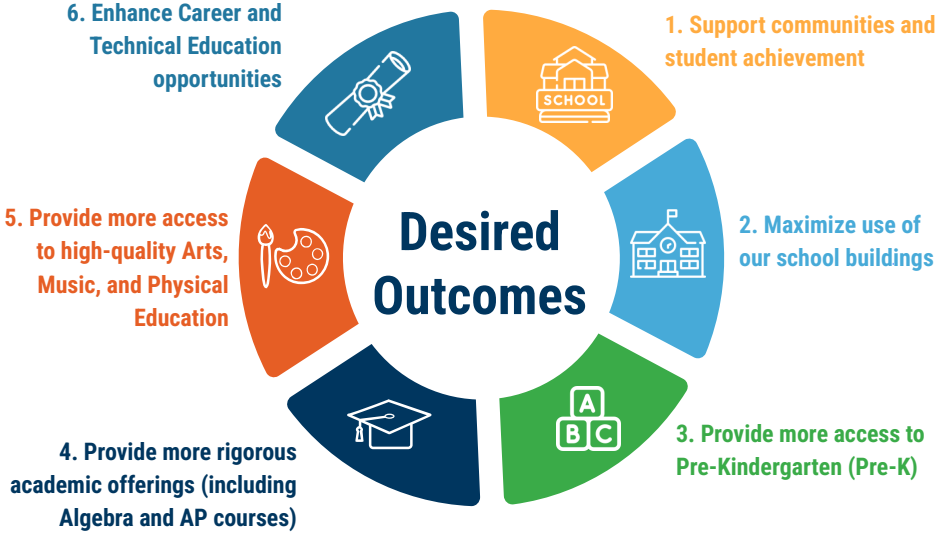 Desired
Outcomes
1. Support communities and
student achievement
SCHOOL
2. Maximize use of
our school buildings
3. Provide more access to
Pre-Kindergarten (Pre-K)
A
B C
4. Provide more rigorous
academic offerings (including
Algebra and AP courses)
5. Provide more access
to high-quality Arts,
Music, and Physical
Education
6. Enhance Career and
Technical Education
opportunities